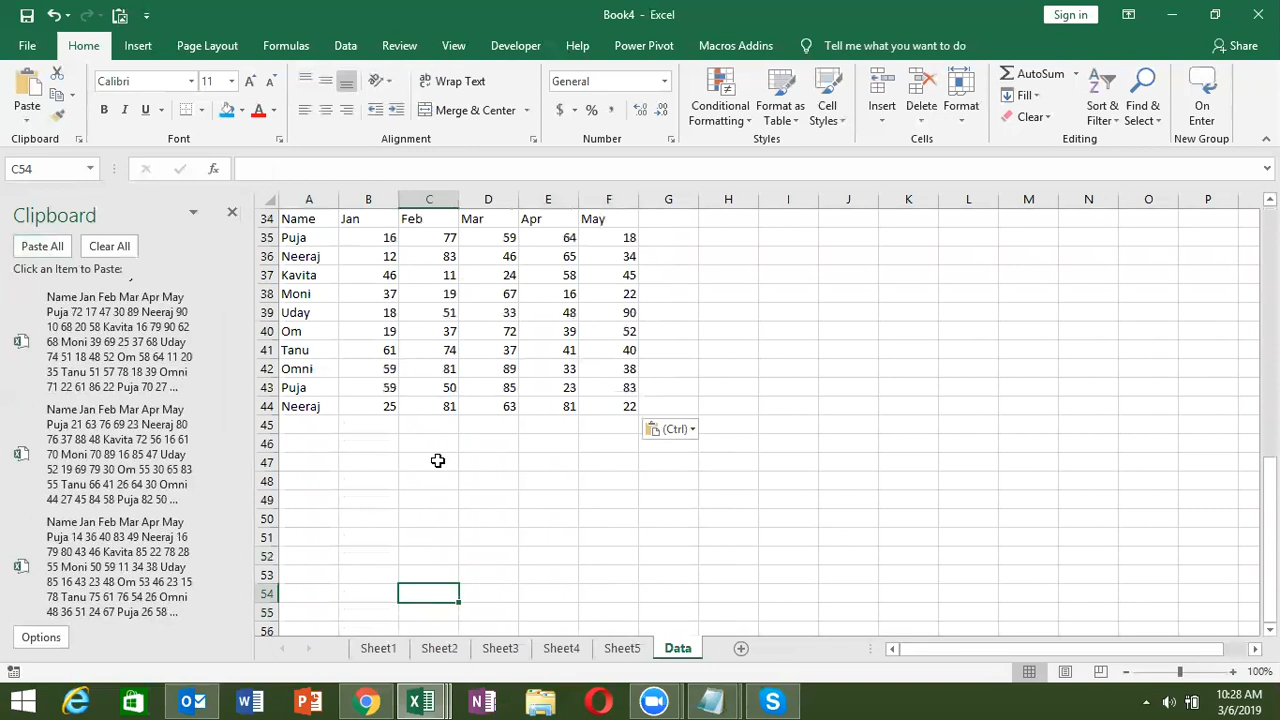 Book4 - Excel
Sign in
File Home Insert Page Layout Formulas Data Review View Developer Help Power Pivot Macros Addins Tell me what you want to do Share
Paste
Calibri 11
Wrap Text
General
Conditional Formatting
Format as Table
Cell Styles
Insert
Delete
Format
AutoSum
Fill
Clear
Sort & Filter
Find & Select
On Enter
B I U
Merge & Center
$ % ,
Clipboard Font Alignment Number Styles Cells Editing New Group
C54
fx
Clipboard
Paste All Clear All
Click an Item to Paste:
Name Jan Feb Mar Apr May
Puja 72 17 47 30 89 Neeraj 90
10 68 20 58 Kavita 16 79 90 62
68 Moni 39 69 25 37 68 Uday
74 51 18 48 52 Om 58 64 11 20
35 Tanu 51 57 78 18 39 Omni
71 22 61 86 22 Puja 70 27 ...
Name Jan Feb Mar Apr May
Puja 21 63 76 69 23 Neeraj 80
76 37 88 48 Kavita 72 56 16 61
70 Moni 70 89 16 85 47 Uday
52 19 69 79 30 Om 55 30 65 83
55 Tanu 66 41 26 64 30 Omni
44 27 45 84 58 Puja 82 50 ...
Name Jan Feb Mar Apr May
Puja 14 36 40 83 49 Neeraj 16
79 80 43 46 Kavita 85 22 78 28
55 Moni 50 59 11 34 38 Uday
85 16 43 23 48 Om 53 46 23 15
78 Tanu 75 61 76 54 26 Omni
48 36 51 24 67 Puja 26 58 ...
Options
A B C D E F G H I J K L M N O P
34 Name Jan Feb Mar Apr May
35 Puja 16 77 59 64 18
36 Neeraj 12 83 46 65 34
37 Kavita 46 11 24 58 45
38 Moni 37 19 67 16 22
39 Uday 18 51 33 48 90
40 Om 19 37 72 39 52
41 Tanu 61 74 37 41 40
42 Omni 59 81 89 33 38
43 Puja 59 50 85 23 83
44 Neeraj 25 81 63 81 22
45
(Ctrl)
46
47
48
49
50
51
52
53
54
55
56
Sheet1 Sheet2 Sheet3 Sheet4 Sheet5 Data
100%
10:28 AM
3/6/2019